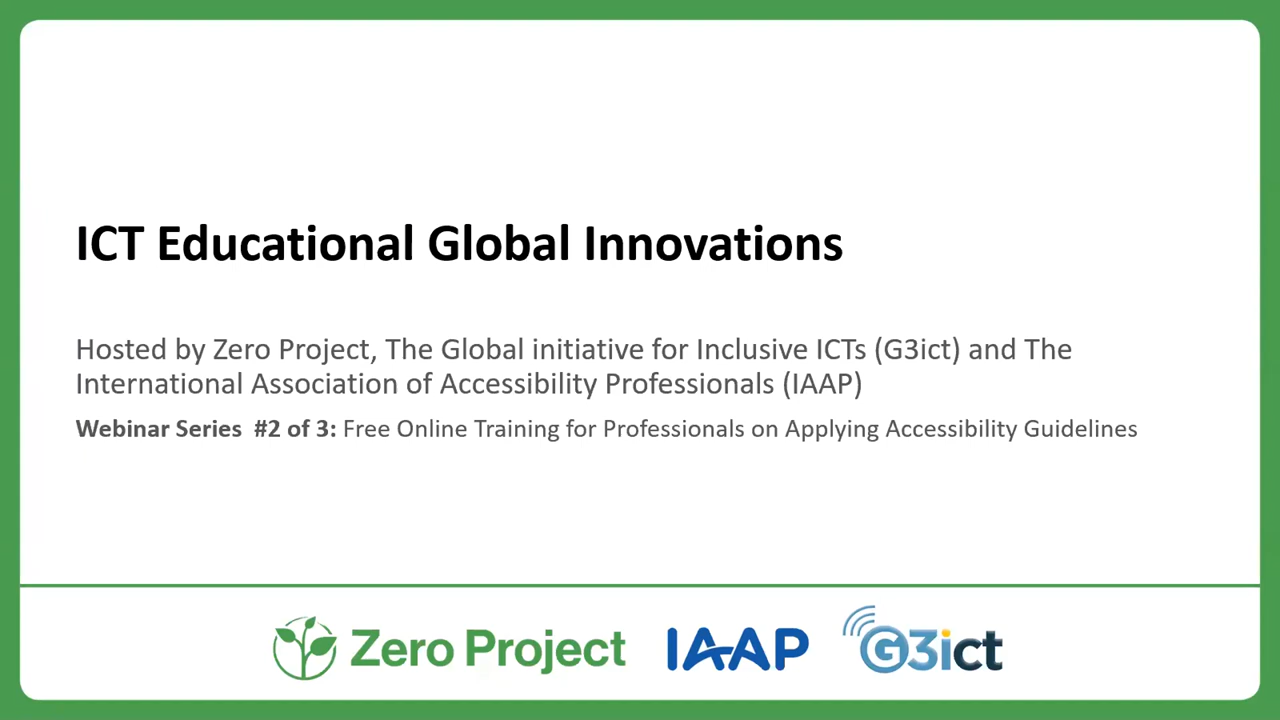 ICT Educational Global Innovations
Hosted by Zero Project, The Global initiative for Inclusive ICTs (G3ict) and The
International Association of Accessibility Professionals (IAAP)
Webinar Series  #2 of 3: Free Online Training for Professionals on Applying Accessibility Guidelines
Zero Project IAAP G3ict